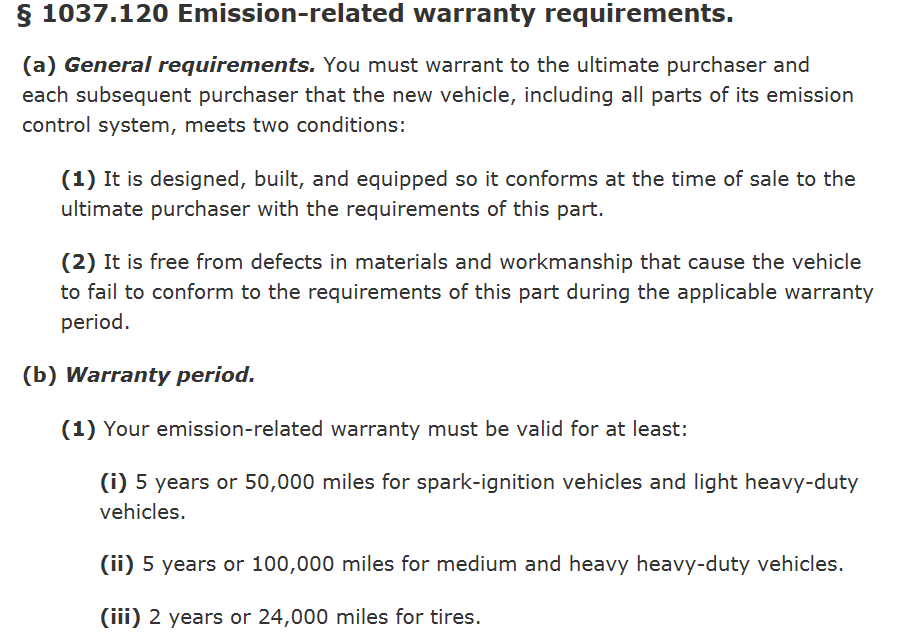 § 1037.120 Emission-related warranty requirements.
(a) General requirements. You must warrant to the ultimate purchaser and
each subsequent purchaser that the new vehicle, including all parts of its emission
control system, meets two conditions:
(1) It is designed, built, and equipped so it conforms at the time of sale to the
ultimate purchaser with the requirements of this part.
(2) It is free from defects in materials and workmanship that cause the vehicle
to fail to conform to the requirements of this part during the applicable warranty
period.
(b) Warranty period.
(1) Your emission-related warranty must be valid for at least:
(i) 5 years or 50,000 miles for spark-ignition vehicles and light heavy-duty
vehicles.
(ii) 5 years or 100,000 miles for medium and heavy heavy-duty vehicles.
(iii) 2 years or 24,000 miles for tires.